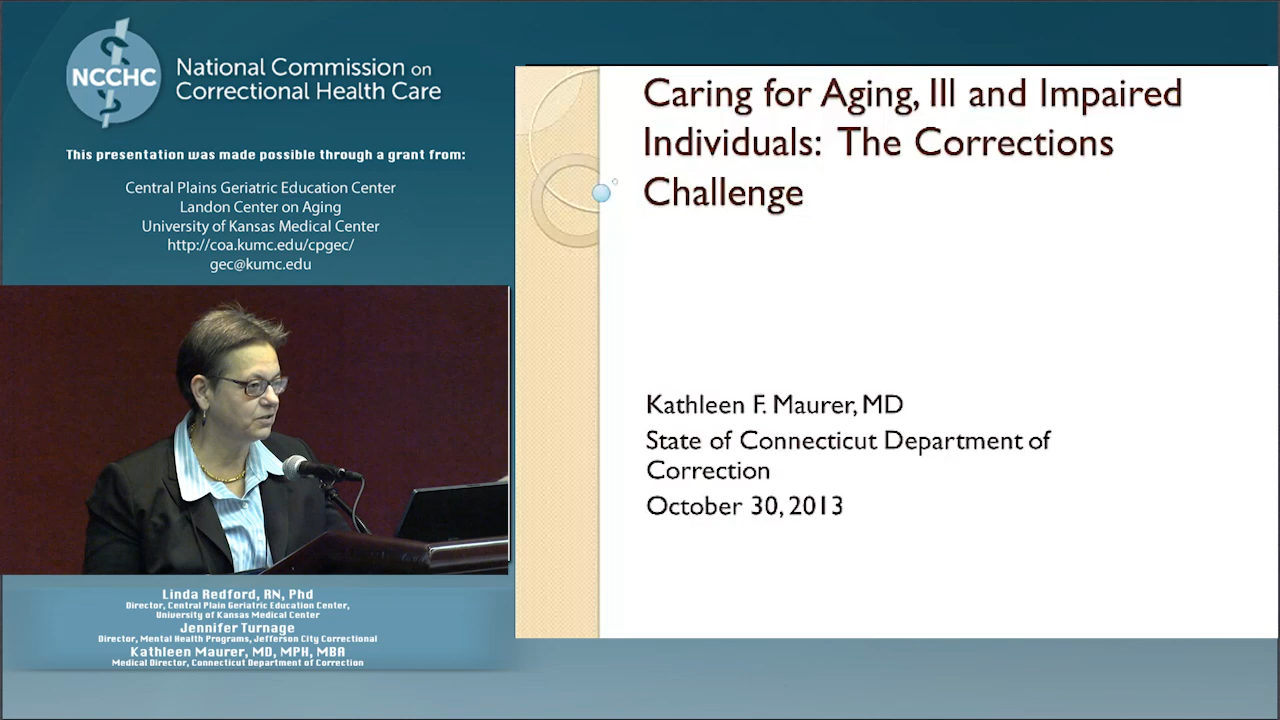 NCCHC
National Commission on
Correctional Health Care
This presentation was made possible through a grant from:
Central Plains Geriatric Education Center
Landon Center on Aging
University of Kansas Medical Center
http://coa.kumc.edu/cpgec/
gec@kumc.edu
Linda Redford, RN, Phd
Director, Central Plain Geriatric Education Center,
University of Kansas Medical Center
Jennifer Turnage
Director, Mental Health Programs, Jefferson City Correctional
Kathleen Maurer, MD, MPH, MBA
Medical Director, Connecticut Department of Correction
Caring for Aging, Ill and Impaired
Individuals: The Corrections
Challenge
Kathleen F. Maurer, MD
State of Connecticut Department of
Correction
October 30, 2013